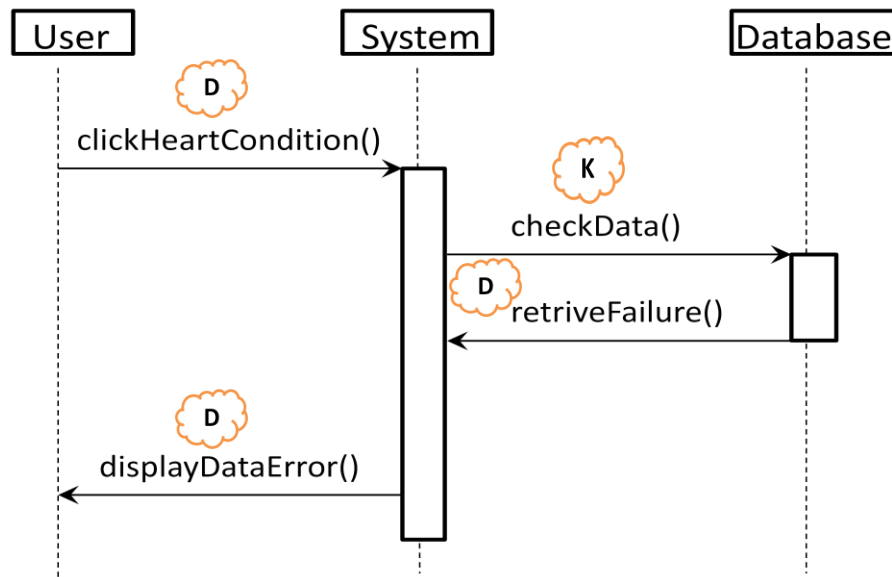 User System Database
D
clickHeartCondition()
K
checkData()
D
retriveFailure()
D
displayDataError()